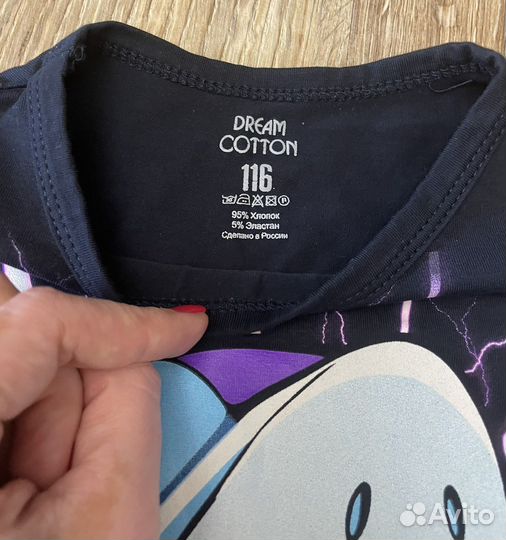 DREAM
COTTON
116
95% Хлопок
5% Эластан
Сделано в России
Avito